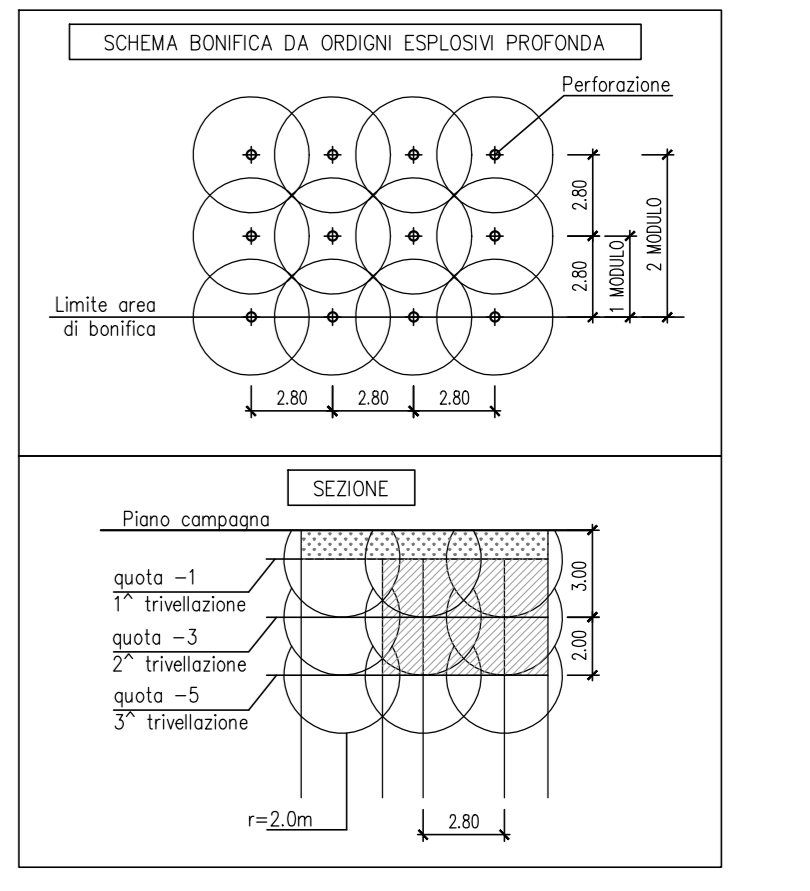 SCHEMA BONIFICA DA ORDIGNI ESPLOSIVI PROFONDA
Perforazione
2.80
2.80
1 MODULO
2 MODULO
Limite area
di bonifica
2.80
2.80
2.80
SEZIONE
Piano campagna
quota -1
1^ trivellazione
quota -3
2^ trivellazione
quota -5
3^ trivellazione
3.00
2.00
r=2.0m
2.80